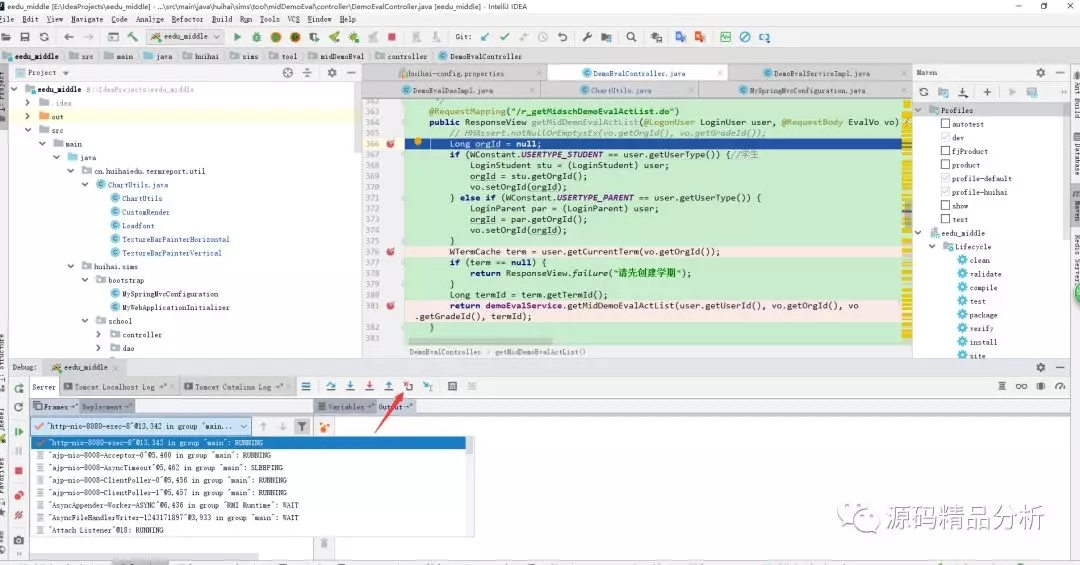 eedu_middle [E:\IdeaProjects\eedu_middle] - ...\src\main\java\huihai\sims\tool\midDemoEval\controller\DemoEvalController.java [eedu_middle] - IntelliJ IDEA
File Edit View Navigate Code Analyze Refactor Build Run Tools VCS Window Help
eedu_middle Git:
eedu_middle src main java huihai sims tool midDemoEval controller DemoEvalController
Project
eedu_middle E:\IdeaProjects\eedu_middle
.idea
out
src
main
java
cn.huihaiedu.termreport.util
ChartUtils.java
ChartUtils
CustomRender
Loadfont
TextureBarPainterHorizontal
TextureBarPainterVertical
huihai.sims
bootstrap
MySpringMvcConfiguration
MyWebApplicationInitializer
school
controller
dao
huihai-config.properties DemoEvalController.java DemoEvalServiceImpl.java
DemoEvalDaoImpl.java ChartUtils.java MySpringMvcConfiguration.java
362 */
363 @RequestMapping("/r_getMidschDemoEvalActList.do")
364 public ResponseView getMidDemoEvalActList(@LogonUser LoginUser user, @RequestBody EvalVo vo)
365 // HHAssert.notNullOrEmptysEx(vo.getOrgId(), vo.getGradeId());
366 Long orgId = null;
367 if (WConstant.USERTYPE_STUDENT == user.getUserType()) {//学生
368 LoginStudent stu = (LoginStudent) user;
369 orgId = stu.getOrgId();
370 vo.setOrgId(orgId);
371 } else if (WConstant.USERTYPE_PARENT == user.getUserType()) {
372 LoginParent par = (LoginParent) user;
373 orgId = par.getOrgId();
374 vo.setOrgId(orgId);
375 }
376 WTermCache term = user.getCurrentTerm(vo.getOrgId());
377 if (term == null) {
378 return ResponseView.failure("请先创建学期");
379 }
380 Long termId = term.getTermId();
381 return demoEvalService.getMidDemoEvalActList(user.getUserId(), vo.getOrgId(), vo
.getGradeId(), termId);
382 }
383
DemoEvalController › getMidDemoEvalActList()
Maven
Profiles
autotest
dev
fjProduct
product
profile-default
profile-huihai
show
test
eedu_middle
Lifecycle
clean
validate
compile
test
package
verify
install
site
Ant Build
Database
Maven
Redis Server
Debug: eedu_middle
Server Tomcat Localhost Log Tomcat Catalina Log
Frames Deployment Variables Output
"http-nio-8080-exec-8"@13,342 in group "main...
"http-nio-8080-exec-8"@13,342 in group "main": RUNNING
"ajp-nio-8008-Acceptor-0"@5,460 in group "main": RUNNING
"ajp-nio-8008-AsyncTimeout"@5,462 in group "main": SLEEPING
"ajp-nio-8008-ClientPoller-0"@5,456 in group "main": RUNNING
"ajp-nio-8008-ClientPoller-1"@5,457 in group "main": RUNNING
"AsyncAppender-Worker-ASYNC"@6,436 in group "RMI Runtime": WAIT
"AsyncFileHandlerWriter-1243171897"@3,933 in group "main": WAIT
"Attach Listener"@18: RUNNING
源码精品分析